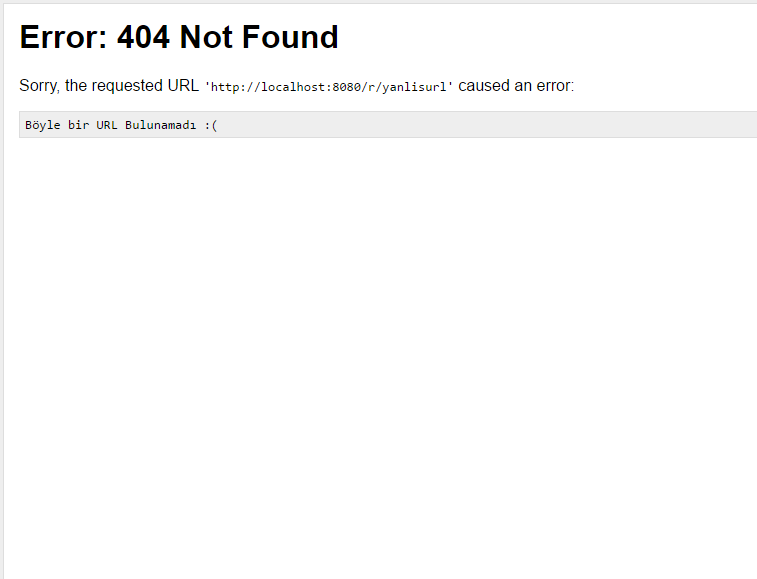 Error: 404 Not Found
Sorry, the requested URL 'http://localhost:8080/r/yanlisurl' caused an error:
Böyle bir URL Bulunamadı :(